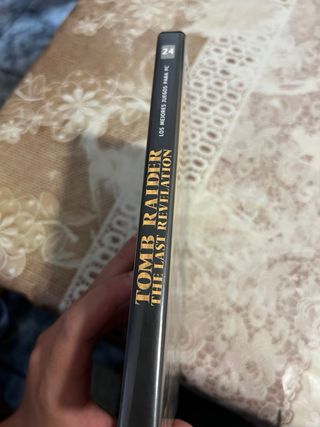 24
LOS MEJORES JUEGOS PARA PC
TOMB RAIDER
THE LAST REVELATION